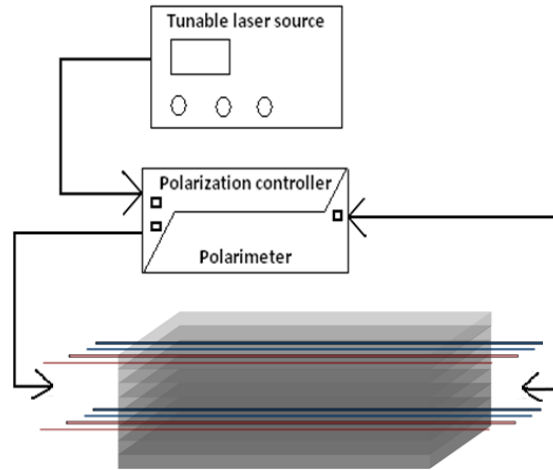 Tunable laser source
Polarization controller
Polarimeter